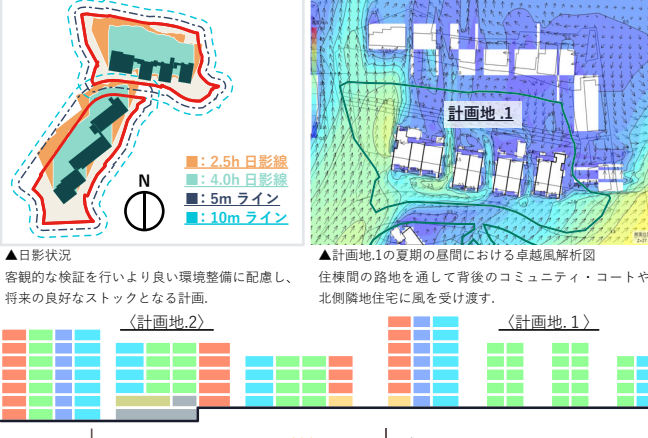 計画地 .1
■：2.5h 日影線
■：4.0h 日影線
■：5m ライン
■：10m ライン
N
▲日影状況
客観的な検証を行いより良い環境整備に配慮し、
将来の良好なストックとなる計画.
▲計画地.1の夏期の昼間における卓越風解析図
住棟間の路地を通して背後のコミュニティ・コートや
北側隣地住宅に風を受け渡す.
〈計画地.2〉
〈計画地. 1 〉